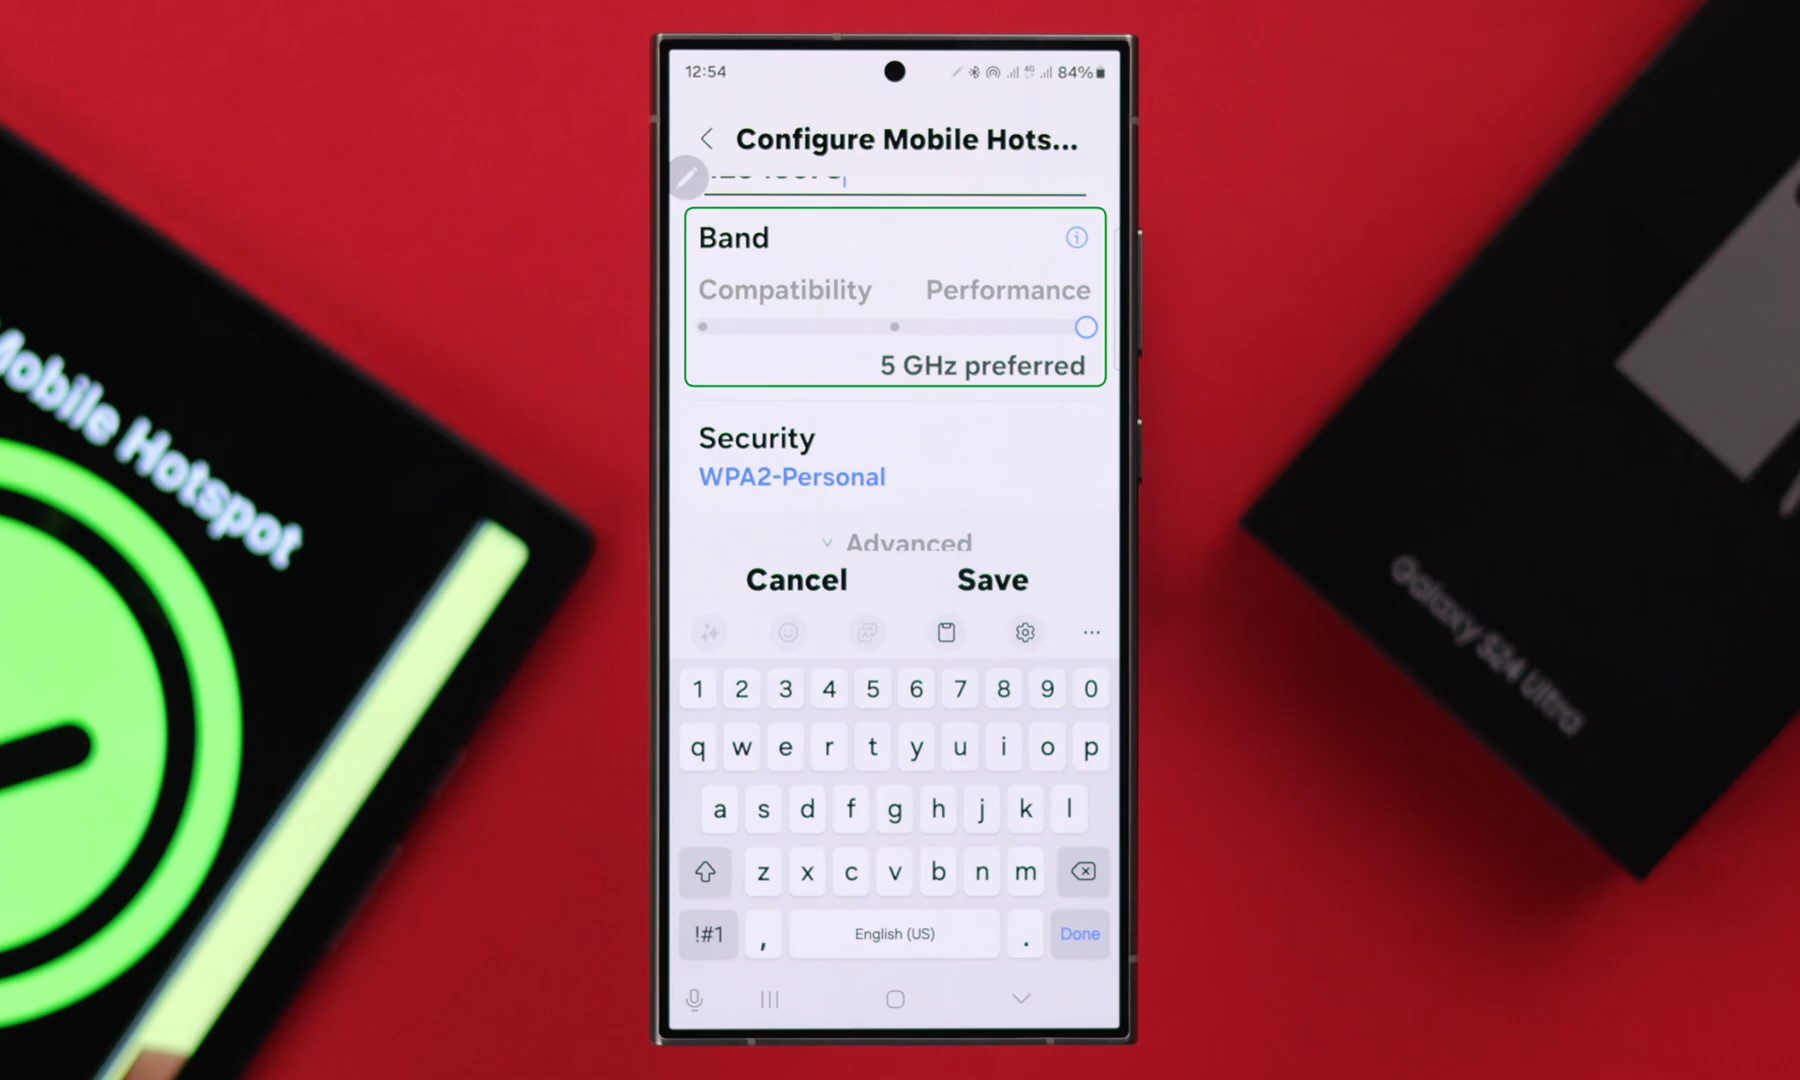 12:54
4G
84%
Configure Mobile Hots...
Band
Compatibility Performance
5 GHz preferred
Security
WPA2-Personal
Advanced
Cancel Save
1 2 3 4 5 6 7 8 9 0
q w e r t y u i o p
a s d f g h j k l
z x c v b n m
!#1 , English (US) . Done
Mobile Hotspot
Galaxy S24 Ultra